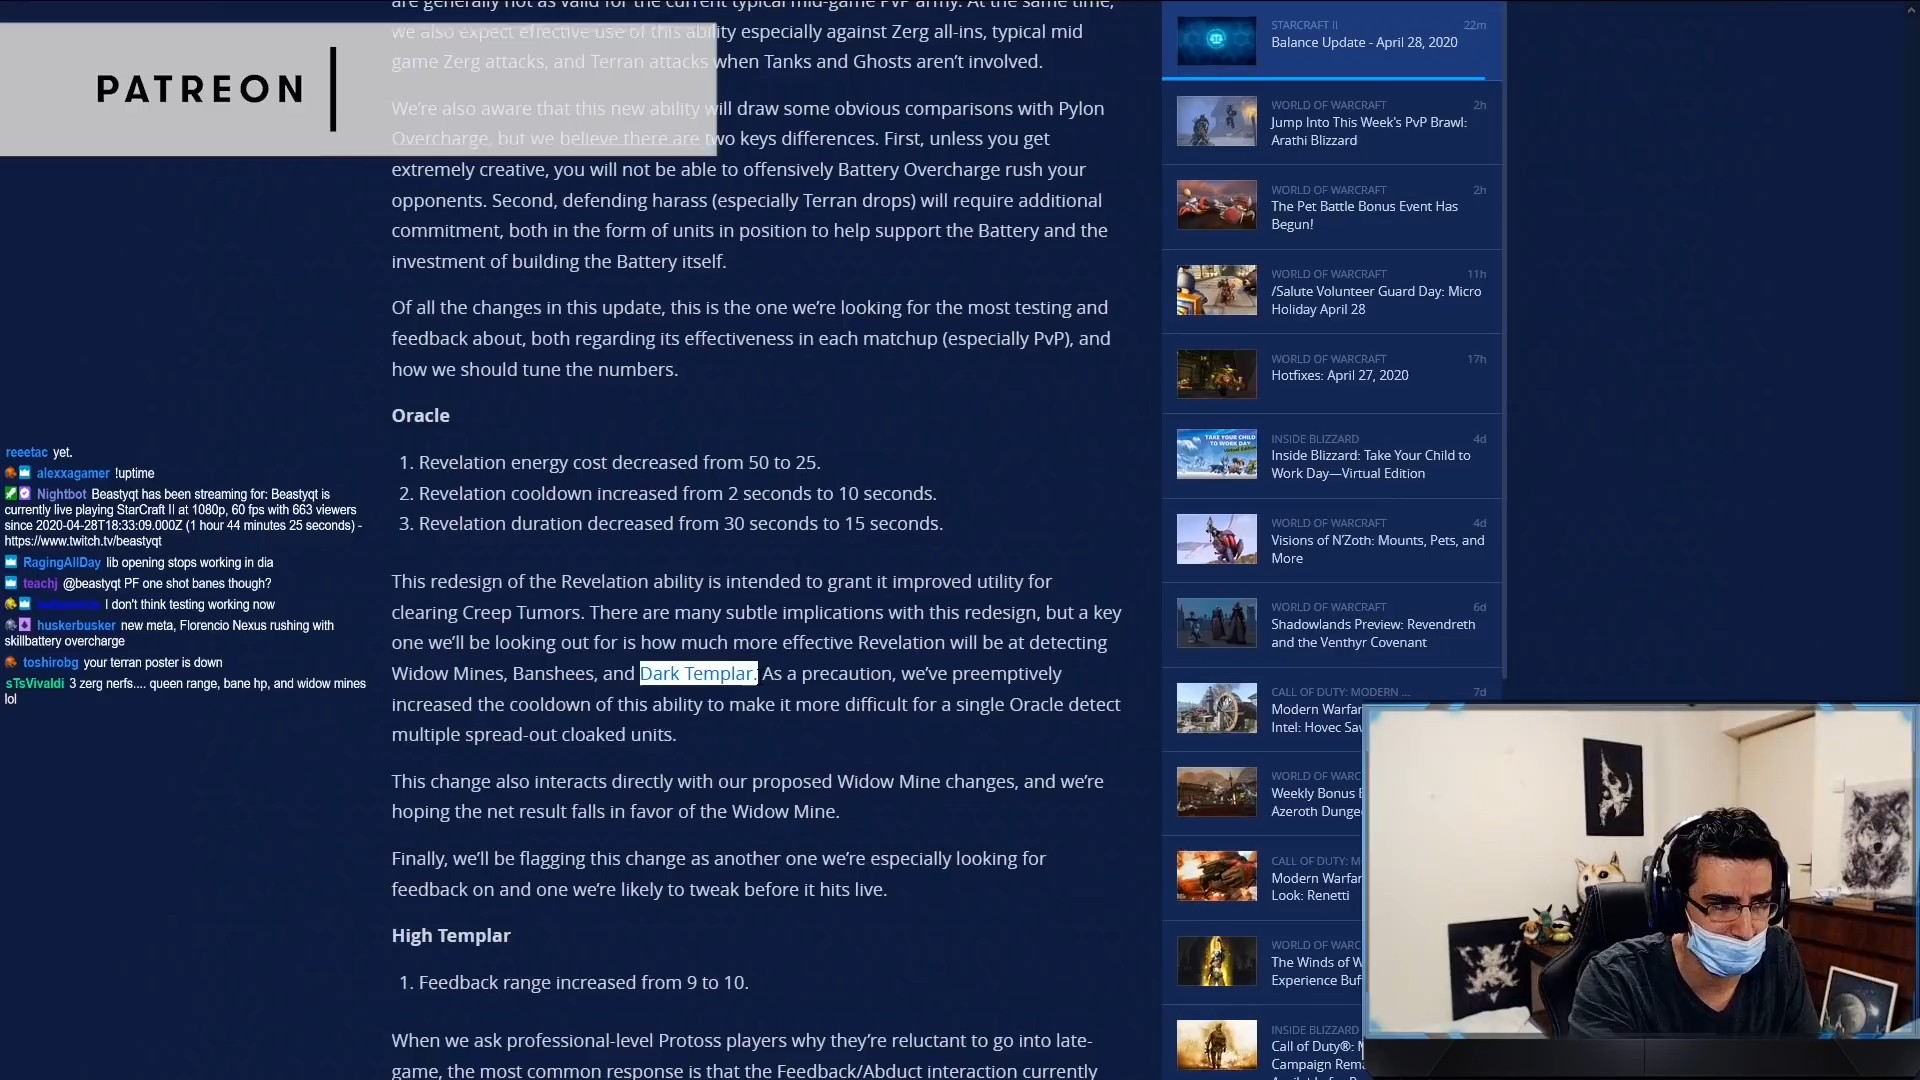 are generally not as valid for the current typical mid-game PvP army. At the same time,
we also expect effective use of this ability especially against Zerg all-ins, typical mid
game Zerg attacks, and Terran attacks when Tanks and Ghosts aren’t involved.
PATREON
We’re also aware that this new ability will draw some obvious comparisons with Pylon
Overcharge, but we believe there are two keys differences. First, unless you get
extremely creative, you will not be able to offensively Battery Overcharge rush your
opponents. Second, defending harass (especially Terran drops) will require additional
commitment, both in the form of units in position to help support the Battery and the
investment of building the Battery itself.
Of all the changes in this update, this is the one we’re looking for the most testing and
feedback about, both regarding its effectiveness in each matchup (especially PvP), and
how we should tune the numbers.
Oracle
1. Revelation energy cost decreased from 50 to 25.
2. Revelation cooldown increased from 2 seconds to 10 seconds.
3. Revelation duration decreased from 30 seconds to 15 seconds.
This redesign of the Revelation ability is intended to grant it improved utility for
clearing Creep Tumors. There are many subtle implications with this redesign, but a key
one we’ll be looking out for is how much more effective Revelation will be at detecting
Widow Mines, Banshees, and Dark Templar. As a precaution, we’ve preemptively
increased the cooldown of this ability to make it more difficult for a single Oracle detect
multiple spread-out cloaked units.
This change also interacts directly with our proposed Widow Mine changes, and we’re
hoping the net result falls in favor of the Widow Mine.
Finally, we’ll be flagging this change as another one we’re especially looking for
feedback on and one we’re likely to tweak before it hits live.
High Templar
1. Feedback range increased from 9 to 10.
When we ask professional-level Protoss players why they’re reluctant to go into late-
game, the most common response is that the Feedback/Abduct interaction currently
reeetac yet.
alexxagamer !uptime
Nightbot Beastyqt has been streaming for: Beastyqt is
currently live playing StarCraft II at 1080p, 60 fps with 663 viewers
since 2020-04-28T18:33:09.000Z (1 hour 44 minutes 25 seconds) -
https://www.twitch.tv/beastyqt
RagingAllDay lib opening stops working in dia
teachj @beastyqt PF one shot banes though?
I don't think testing working now
huskerbusker new meta, Florencio Nexus rushing with
skillbattery overcharge
toshirobg your terran poster is down
sTsVivaldi 3 zerg nerfs.... queen range, bane hp, and widow mines
lol
STARCRAFT II 22m
Balance Update - April 28, 2020
WORLD OF WARCRAFT 2h
Jump Into This Week's PvP Brawl:
Arathi Blizzard
WORLD OF WARCRAFT 2h
The Pet Battle Bonus Event Has
Begun!
WORLD OF WARCRAFT 11h
/Salute Volunteer Guard Day: Micro
Holiday April 28
WORLD OF WARCRAFT 17h
Hotfixes: April 27, 2020
TAKE YOUR CHILD
TO WORK DAY
Virtual Edition
INSIDE BLIZZARD 4d
Inside Blizzard: Take Your Child to
Work Day—Virtual Edition
WORLD OF WARCRAFT 4d
Visions of N’Zoth: Mounts, Pets, and
More
WORLD OF WARCRAFT 6d
Shadowlands Preview: Revendreth
and the Venthyr Covenant
CALL OF DUTY: MODERN ... 7d
Modern Warfar
Intel: Hovec Sa
WORLD OF WARC
Weekly Bonus E
Azeroth Dunge
CALL OF DUTY: M
Modern Warfar
Look: Renetti
WORLD OF WARC
The Winds of W
Experience Buf
INSIDE BLIZZARD
Call of Duty®: M
Campaign Rema